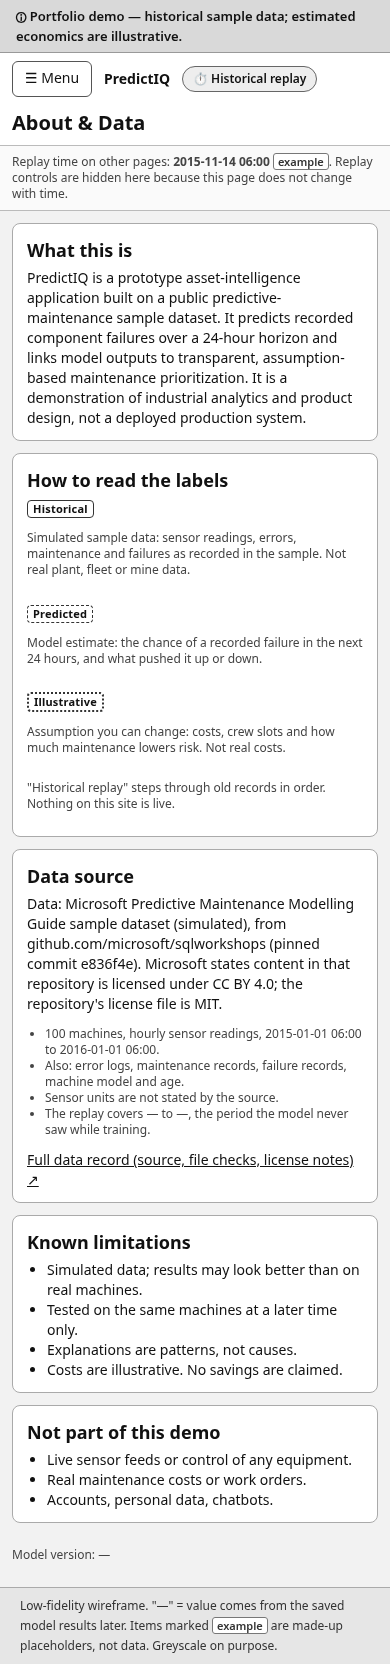 ⓘ Portfolio demo — historical sample data; estimated
economics are illustrative.
☰ Menu PredictIQ ⏱️ Historical replay
About & Data
Replay time on other pages: 2015-11-14 06:00 example. Replay
controls are hidden here because this page does not change
with time.
What this is
PredictIQ is a prototype asset-intelligence
application built on a public predictive-
maintenance sample dataset. It predicts recorded
component failures over a 24-hour horizon and
links model outputs to transparent, assumption-
based maintenance prioritization. It is a
demonstration of industrial analytics and product
design, not a deployed production system.
How to read the labels
Historical
Simulated sample data: sensor readings, errors,
maintenance and failures as recorded in the sample. Not
real plant, fleet or mine data.
Predicted
Model estimate: the chance of a recorded failure in the next
24 hours, and what pushed it up or down.
Illustrative
Assumption you can change: costs, crew slots and how
much maintenance lowers risk. Not real costs.
"Historical replay" steps through old records in order.
Nothing on this site is live.
Data source
Data: Microsoft Predictive Maintenance Modelling
Guide sample dataset (simulated), from
github.com/microsoft/sqlworkshops (pinned
commit e836f4e). Microsoft states content in that
repository is licensed under CC BY 4.0; the
repository's license file is MIT.
• 100 machines, hourly sensor readings, 2015-01-01 06:00
to 2016-01-01 06:00.
• Also: error logs, maintenance records, failure records,
machine model and age.
• Sensor units are not stated by the source.
• The replay covers — to —, the period the model never
saw while training.
Full data record (source, file checks, license notes)
↗
Known limitations
• Simulated data; results may look better than on
real machines.
• Tested on the same machines at a later time
only.
• Explanations are patterns, not causes.
• Costs are illustrative. No savings are claimed.
Not part of this demo
• Live sensor feeds or control of any equipment.
• Real maintenance costs or work orders.
• Accounts, personal data, chatbots.
Model version: —
Low-fidelity wireframe. "—" = value comes from the saved
model results later. Items marked example are made-up
placeholders, not data. Greyscale on purpose.